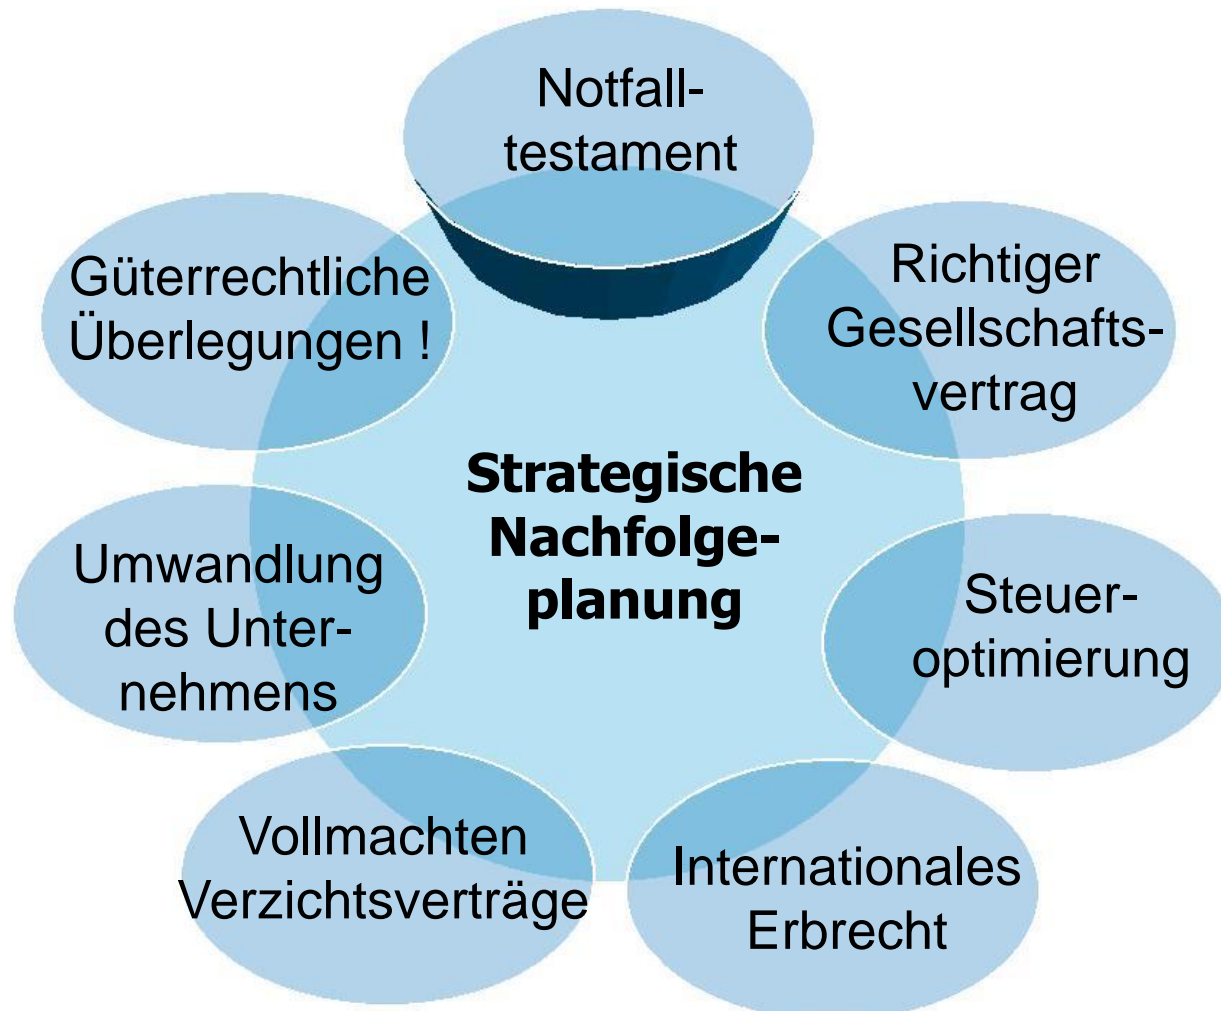 Notfall-
testament
Richtiger
Gesellschafts-
vertrag
Steuer-
optimierung
Internationales
Erbrecht
Vollmachten
Verzichtsverträge
Umwandlung
des Unter-
nehmens
Güterrechtliche
Überlegungen !
Strategische
Nachfolge-
planung